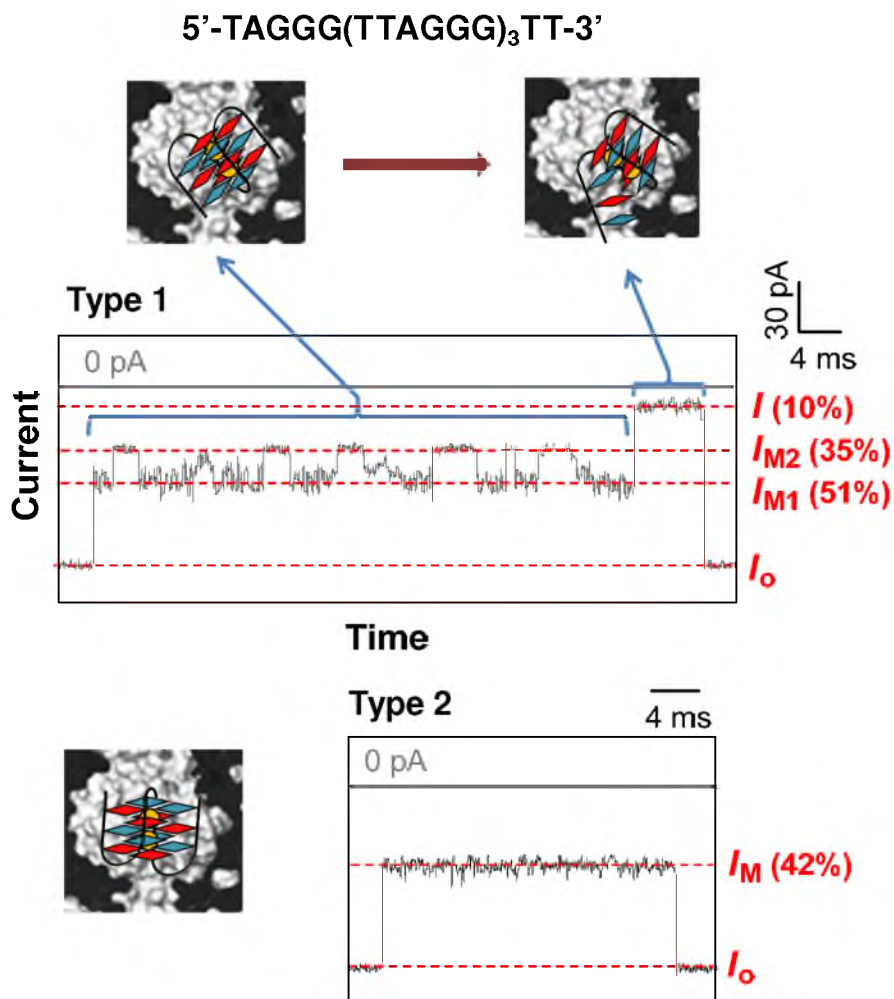 5’-TAGGG(TTAGGG)3TT-3’
Type 1
30 pA
4 ms
0 pA
I (10%)
IM2 (35%)
IM1 (51%)
Io
Current
Time
Type 2
4 ms
0 pA
IM (42%)
Io